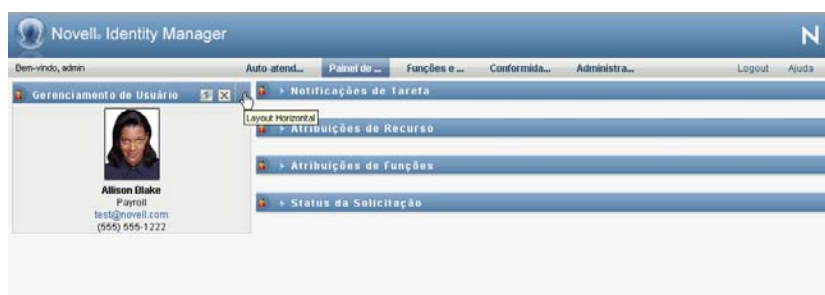 Novell® Identity Manager
N
Bem-vindo, admin
Auto-atend... Painel de ... Funções e ... Conformida... Administra... Logout Ajuda
Gerenciamento de Usuário
Notificações de Tarefa
Layout Horizontal
Atribuições de Recurso
Atribuições de Funções
Status da Solicitação
Allison Blake
Payroll
test@novell.com
(555) 555-1222